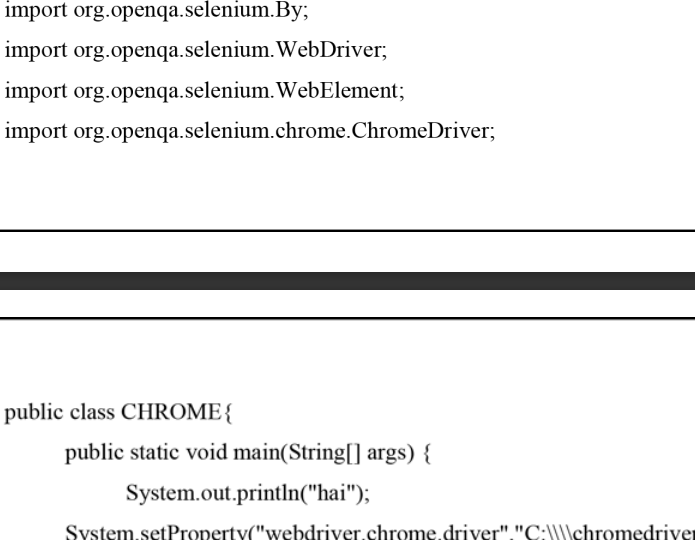 import org.openqa.selenium.By;
import org.openqa.selenium.WebDriver;
import org.openqa.selenium.WebElement;
import org.openqa.selenium.chrome.ChromeDriver;
public class CHROME{
public static void main(String[] args) {
System.out.println("hai");
System.setProperty("webdriver.chrome.driver","C:\\\\chromedriver